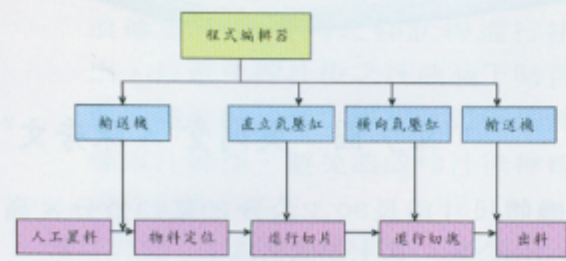 程式編輯器
輸送機
直立氣壓缸
橫向氣壓缸
輸送機
人工置料
物料定位
進行切片
進行切塊
出料